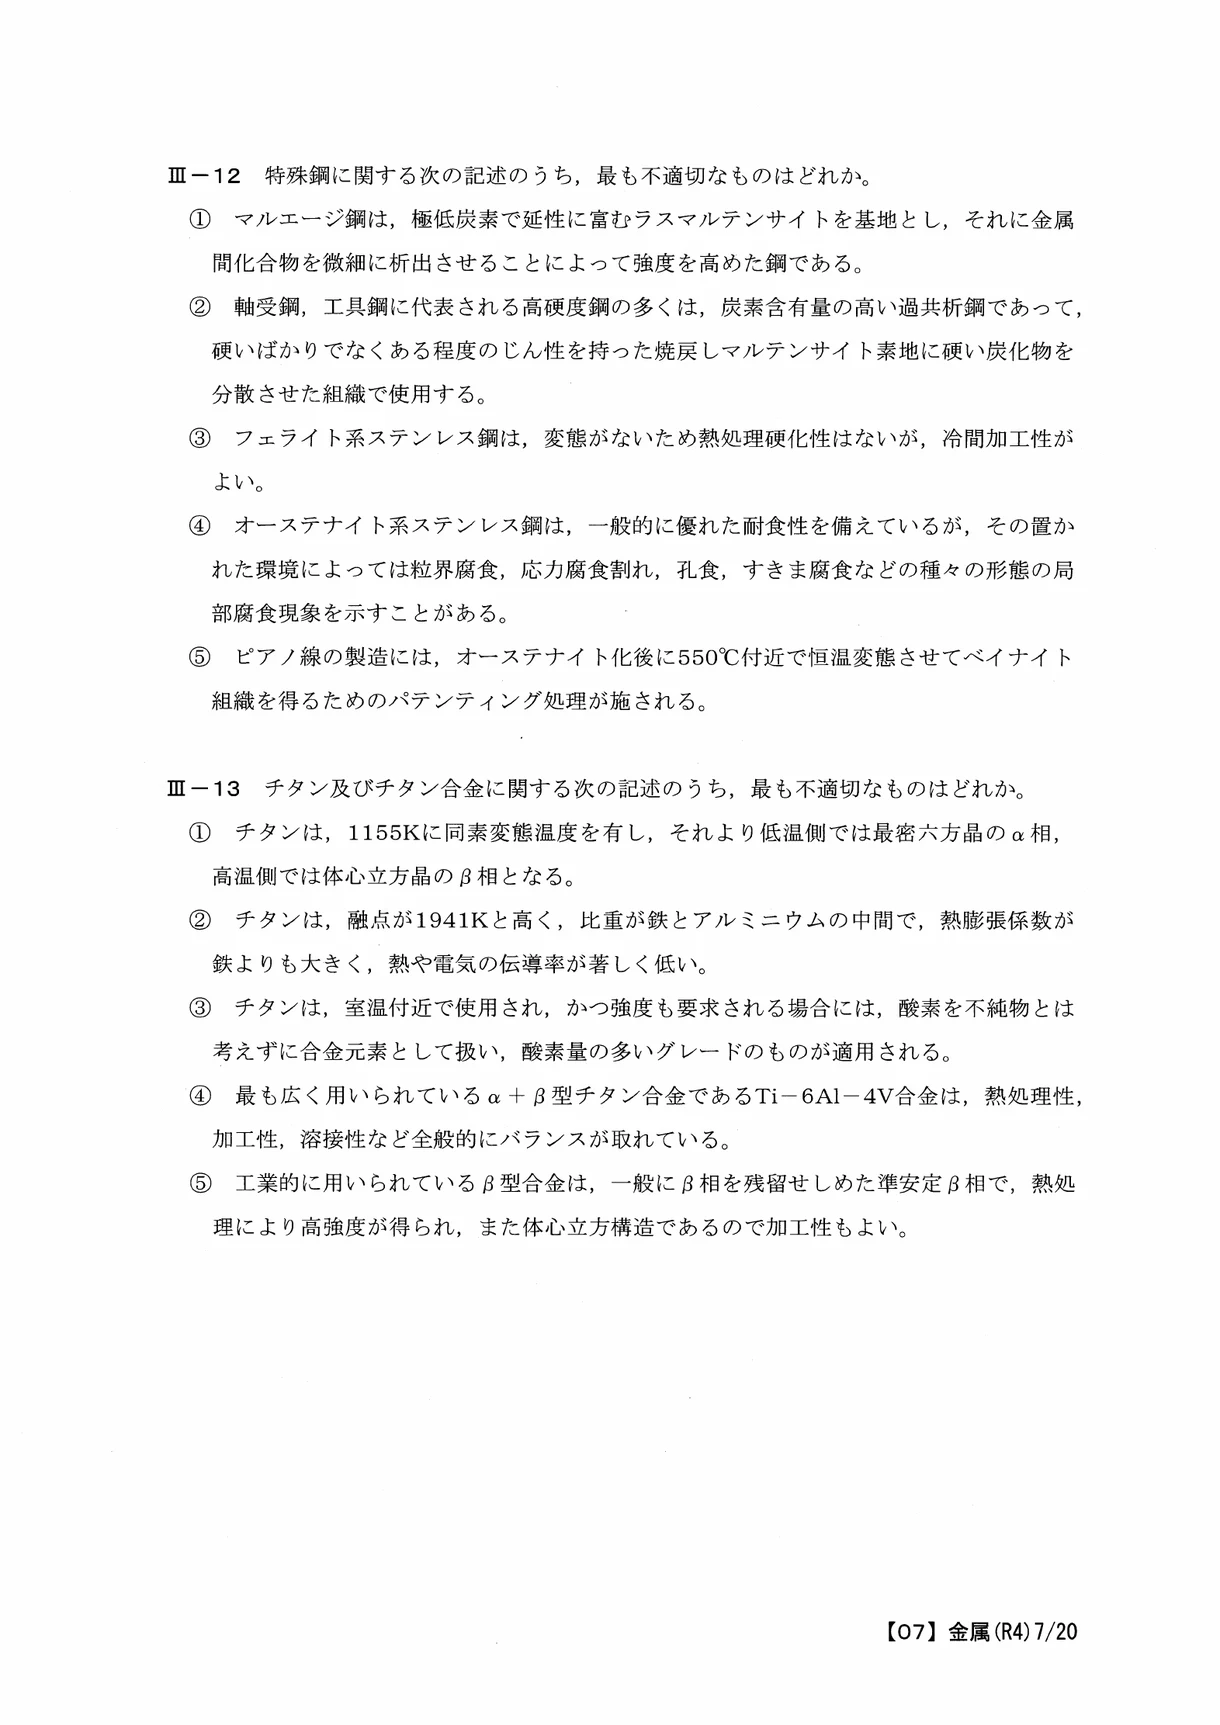 Ⅲ－12　特殊鋼に関する次の記述のうち，最も不適切なものはどれか。
①　マルエージ鋼は，極低炭素で延性に富むラスマルテンサイトを基地とし，それに金属
間化合物を微細に析出させることによって強度を高めた鋼である。
②　軸受鋼，工具鋼に代表される高硬度鋼の多くは，炭素含有量の高い過共析鋼であって，
硬いばかりでなくある程度のじん性を持った焼戻しマルテンサイト素地に硬い炭化物を
分散させた組織で使用する。
③　フェライト系ステンレス鋼は，変態がないため熱処理硬化性はないが，冷間加工性が
よい。
④　オーステナイト系ステンレス鋼は，一般的に優れた耐食性を備えているが，その置か
れた環境によっては粒界腐食，応力腐食割れ，孔食，すきま腐食などの種々の形態の局
部腐食現象を示すことがある。
⑤　ピアノ線の製造には，オーステナイト化後に550℃付近で恒温変態させてベイナイト
組織を得るためのパテンティング処理が施される。
Ⅲ－13　チタン及びチタン合金に関する次の記述のうち，最も不適切なものはどれか。
①　チタンは，1155Kに同素変態温度を有し，それより低温側では最密六方晶のα相，
高温側では体心立方晶のβ相となる。
②　チタンは，融点が1941Kと高く，比重が鉄とアルミニウムの中間で，熱膨張係数が
鉄よりも大きく，熱や電気の伝導率が著しく低い。
③　チタンは，室温付近で使用され，かつ強度も要求される場合には，酸素を不純物とは
考えずに合金元素として扱い，酸素量の多いグレードのものが適用される。
④　最も広く用いられているα＋β型チタン合金であるTi－6Al－4V合金は，熱処理性，
加工性，溶接性など全般的にバランスが取れている。
⑤　工業的に用いられているβ型合金は，一般にβ相を残留せしめた準安定β相で，熱処
理により高強度が得られ，また体心立方構造であるので加工性もよい。
【07】金属(R4)7/20